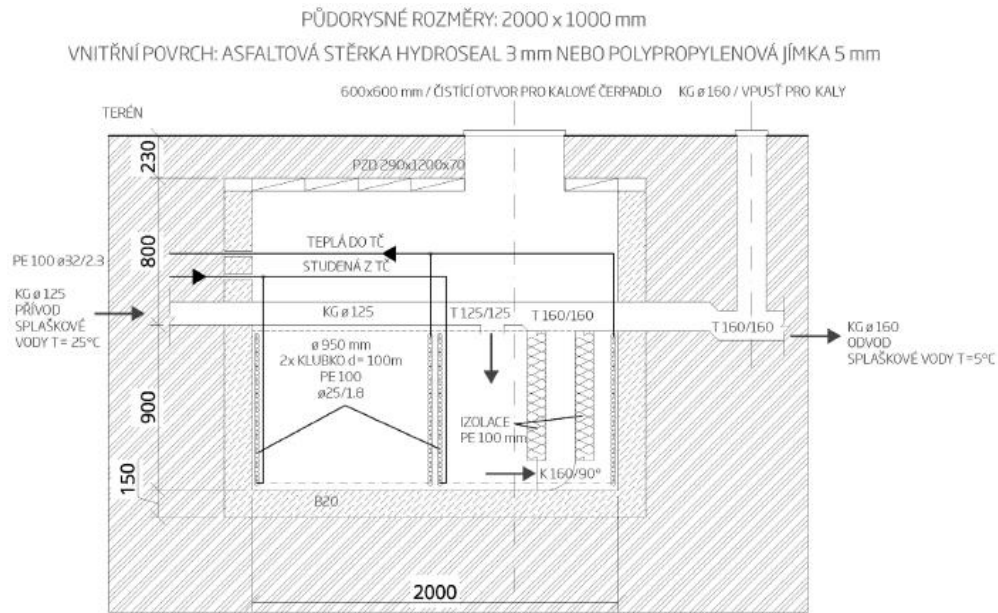 PŮDORYSNÉ ROZMĚRY: 2000 x 1000 mm
VNITŘNÍ POVRCH: ASFALTOVÁ STĚRKA HYDROSEAL 3 mm NEBO POLYPROPYLENOVÁ JÍMKA 5 mm
600x600 mm / ČISTÍCÍ OTVOR PRO KALOVÉ ČERPADLO
KG ø 160 / VPUSŤ PRO KALY
TERÉN
230
PZD 290x1200x70
800
TEPLÁ DO TČ
PE 100 ø32/2.3
STUDENÁ Z TČ
KG ø 125
PŘÍVOD
SPLAŠKOVÉ
VODY T= 25°C
KG ø 125
T 125/125
T 160/160
T 160/160
KG ø 160
ODVOD
SPLAŠKOVÉ VODY T=5°C
ø 950 mm
2x KLUBKO d= 100m
PE 100
ø25/1.8
900
IZOLACE
PE 100 mm
K 160/90°
150
B20
2000